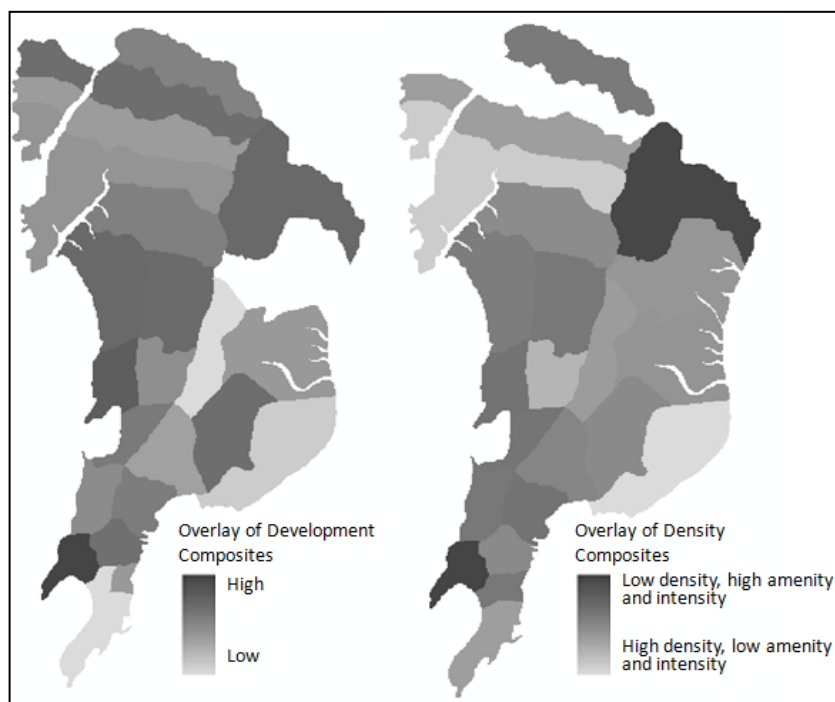 Overlay of Development
Composites
High
Low
Overlay of Density
Composites
Low density, high amenity
and intensity
High density, low amenity
and intensity